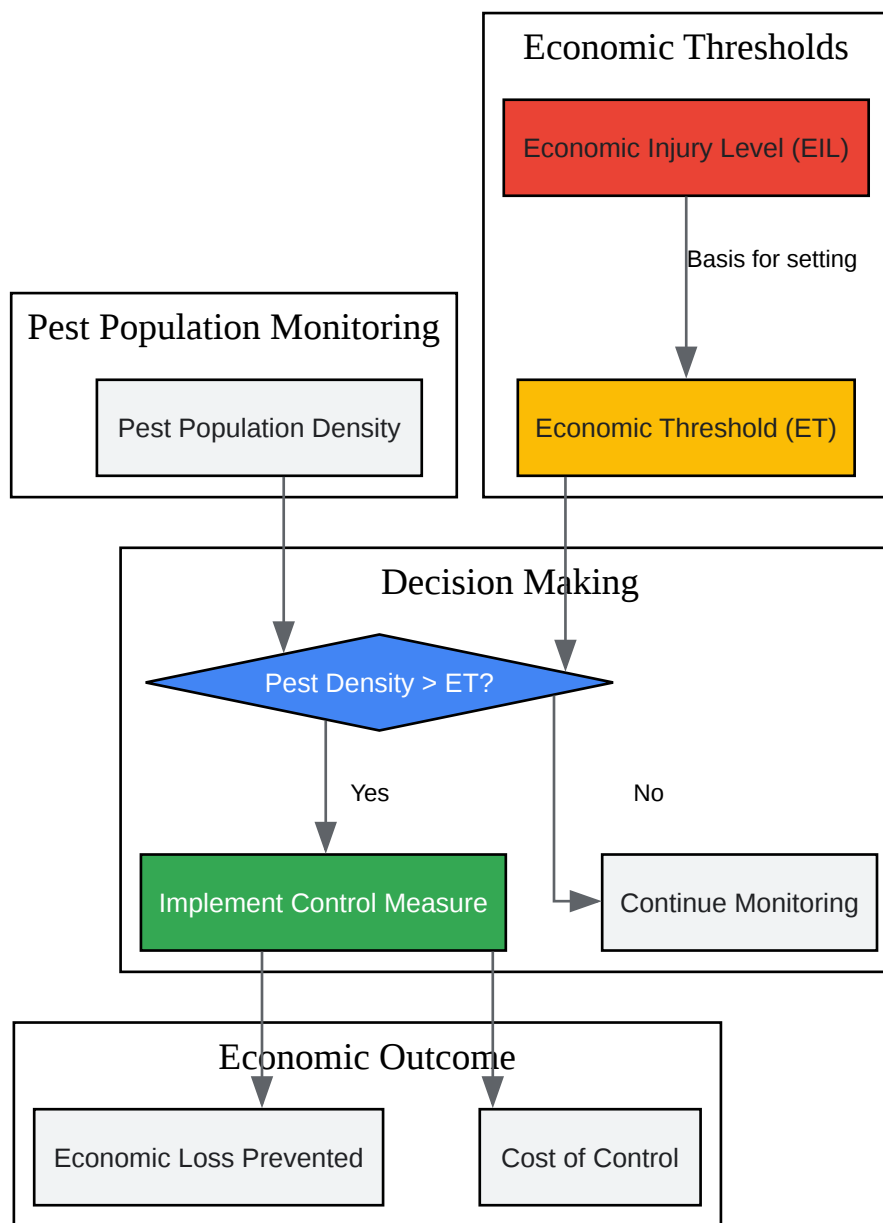 Economic Thresholds
Economic Injury Level (EIL)
Basis for setting
Pest Population Monitoring
Pest Population Density
Economic Threshold (ET)
Decision Making
Pest Density > ET?
Yes
No
Implement Control Measure
Continue Monitoring
Economic Outcome
Economic Loss Prevented
Cost of Control